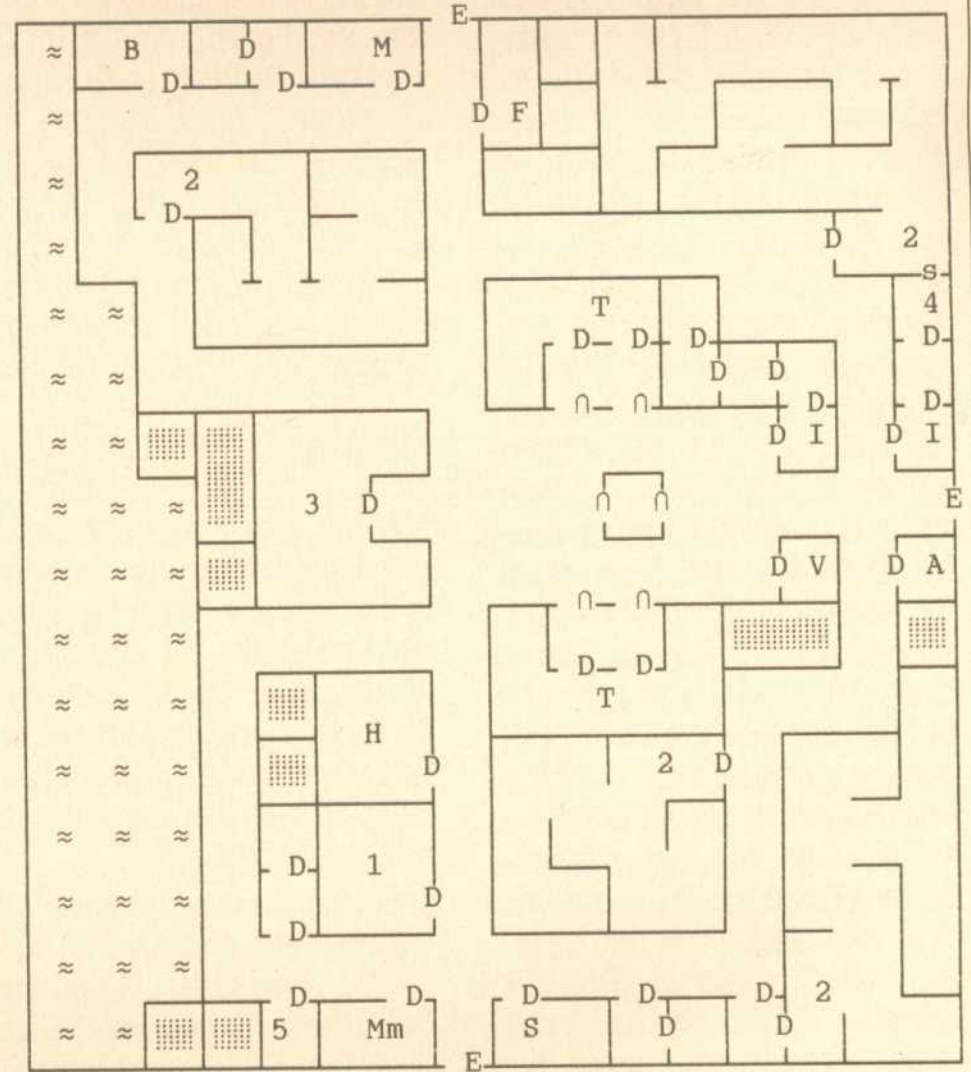 E
≈ B D M
D D D
≈ D F
≈ 2
D
≈ D 2
s
≈ ≈ T 4
D D D D
≈ ≈ D D
∩ ∩ D D
≈ ≈ D I D I
≈ ≈ ≈ 3 D ∩ ∩ E
≈ ≈ ≈ D V D A
∩ ∩
≈ ≈ ≈
D D
≈ ≈ ≈ T
H
≈ ≈ ≈ D 2 D
≈ ≈ ≈
D 1
≈ ≈ ≈ D
D
≈ ≈ ≈
D D D D D 2
≈ ≈ 5 Mm S D D
E